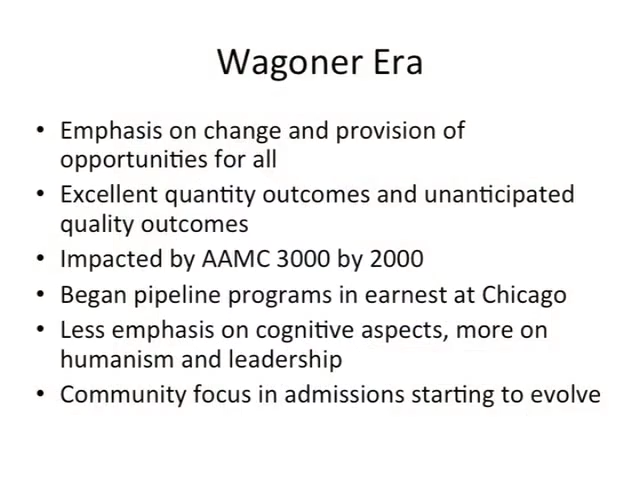 Wagoner Era
• Emphasis on change and provision of
opportunities for all
• Excellent quantity outcomes and unanticipated
quality outcomes
• Impacted by AAMC 3000 by 2000
• Began pipeline programs in earnest at Chicago
• Less emphasis on cognitive aspects, more on
humanism and leadership
• Community focus in admissions starting to evolve